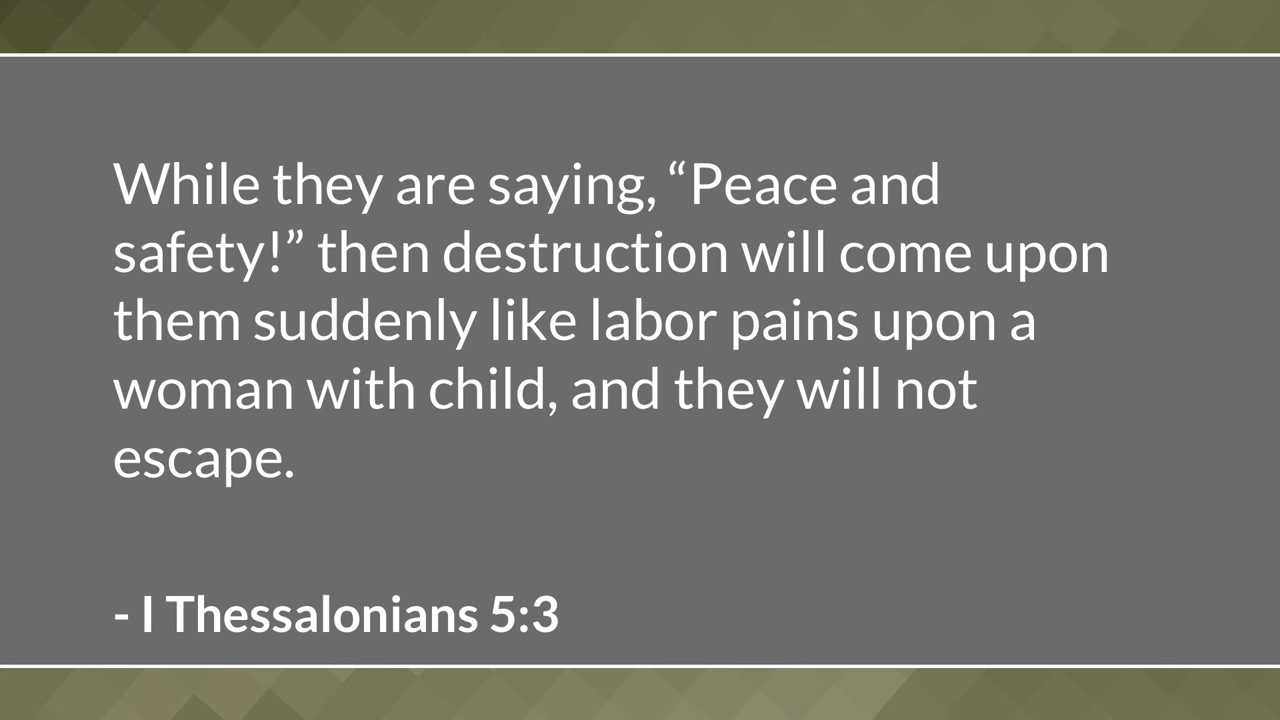 While they are saying, “Peace and
safety!” then destruction will come upon
them suddenly like labor pains upon a
woman with child, and they will not
escape.
- I Thessalonians 5:3